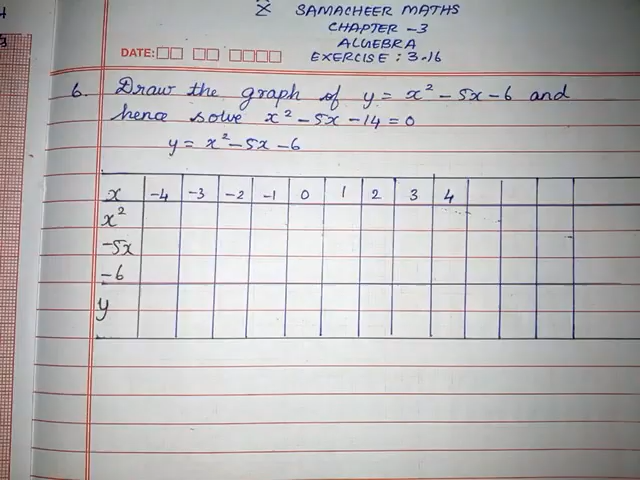 X SAMACHEER MATHS
CHAPTER -3
ALGEBRA
DATE: EXERCISE : 3.16
6. Draw the graph of y = x² - 5x - 6 and
hence solve x² - 5x - 14 = 0
y = x² - 5x - 6
x -4 -3 -2 -1 0 1 2 3 4
x²
-5x
-6
y